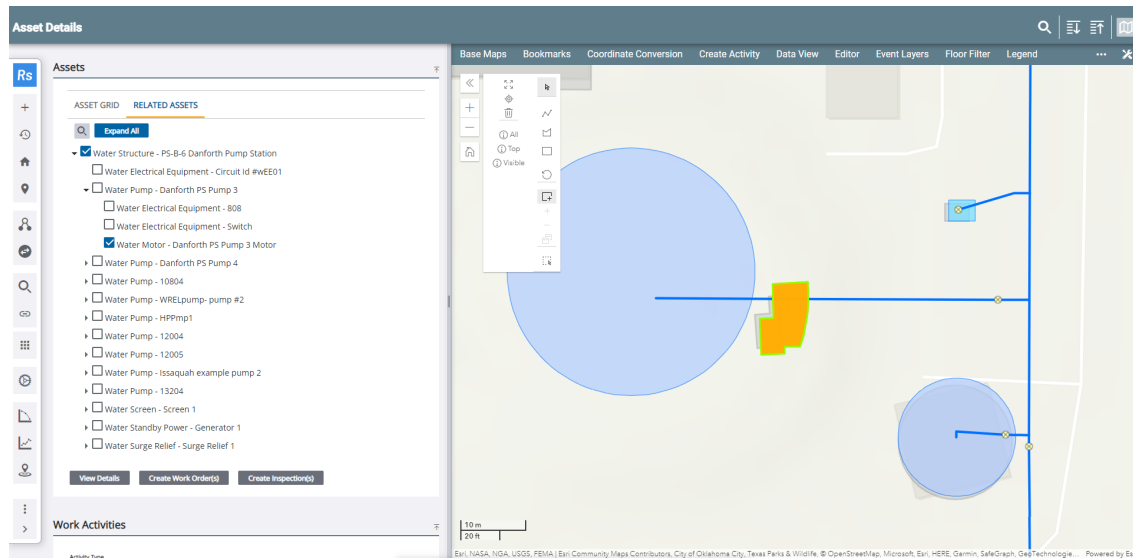 Asset Details
Base Maps Bookmarks Coordinate Conversion Create Activity Data View Editor Event Layers Floor Filter Legend
Rs
Assets
ASSET GRID RELATED ASSETS
Expand All
Water Structure - PS-B-6 Danforth Pump Station
Water Electrical Equipment - Circuit Id #wEE01
Water Pump - Danforth PS Pump 3
Water Electrical Equipment - 808
Water Electrical Equipment - Switch
Water Motor - Danforth PS Pump 3 Motor
Water Pump - Danforth PS Pump 4
Water Pump - 10804
Water Pump - WRELpump- pump #2
Water Pump - HPPmp1
Water Pump - 12004
Water Pump - 12005
Water Pump - Issaquah example pump 2
Water Pump - 13204
Water Screen - Screen 1
Water Standby Power - Generator 1
Water Surge Relief - Surge Relief 1
View Details Create Work Order(s) Create Inspection(s)
Work Activities
Activity Type
All
Top
Visible
10 m
20 ft
Esri, NASA, NGA, USGS, FEMA | Esri Community Maps Contributors, City of Oklahoma City, Texas Parks & Wildlife, © OpenStreetMap, Microsoft, Esri, HERE, Garmin, SafeGraph, GeoTechnologie... Powered by Es